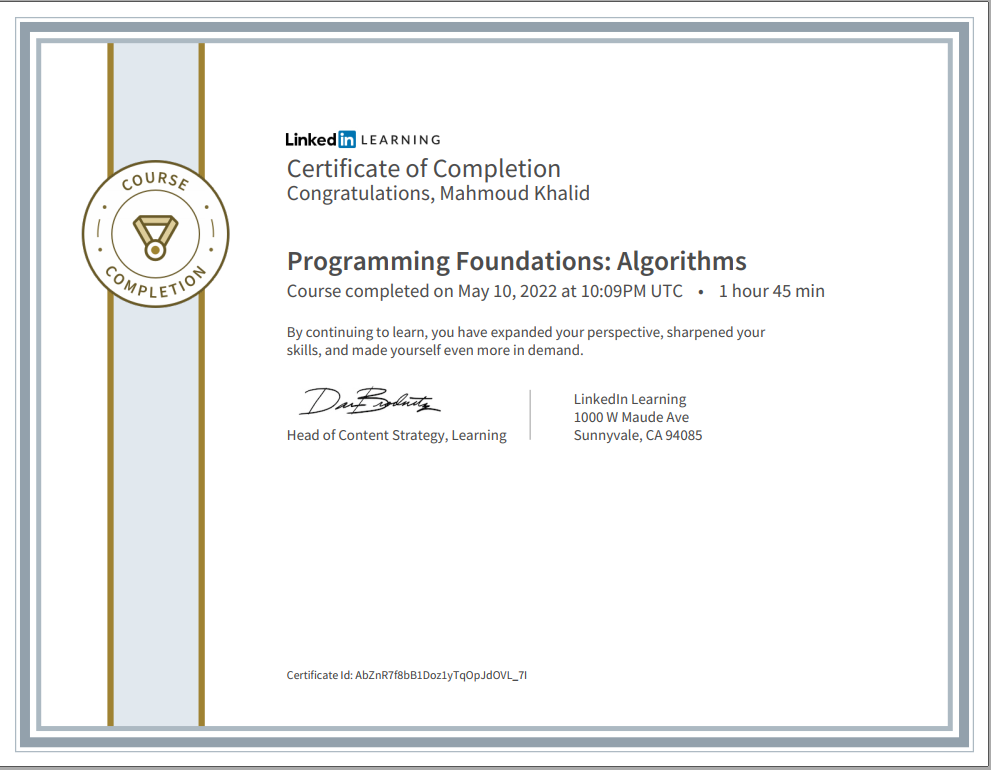 COURSE
COMPLETION
Linked in LEARNING
Certificate of Completion
Congratulations, Mahmoud Khalid
Programming Foundations: Algorithms
Course completed on May 10, 2022 at 10:09PM UTC • 1 hour 45 min
By continuing to learn, you have expanded your perspective, sharpened your
skills, and made yourself even more in demand.
Head of Content Strategy, Learning
LinkedIn Learning
1000 W Maude Ave
Sunnyvale, CA 94085
Certificate Id: AbZnR7f8bB1Doz1yTqOpJdOVL_7I